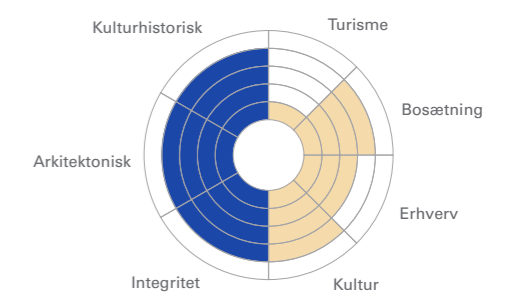 Kulturhistorisk
Turisme
Bosætning
Arkitektonisk
Erhverv
Integritet
Kultur